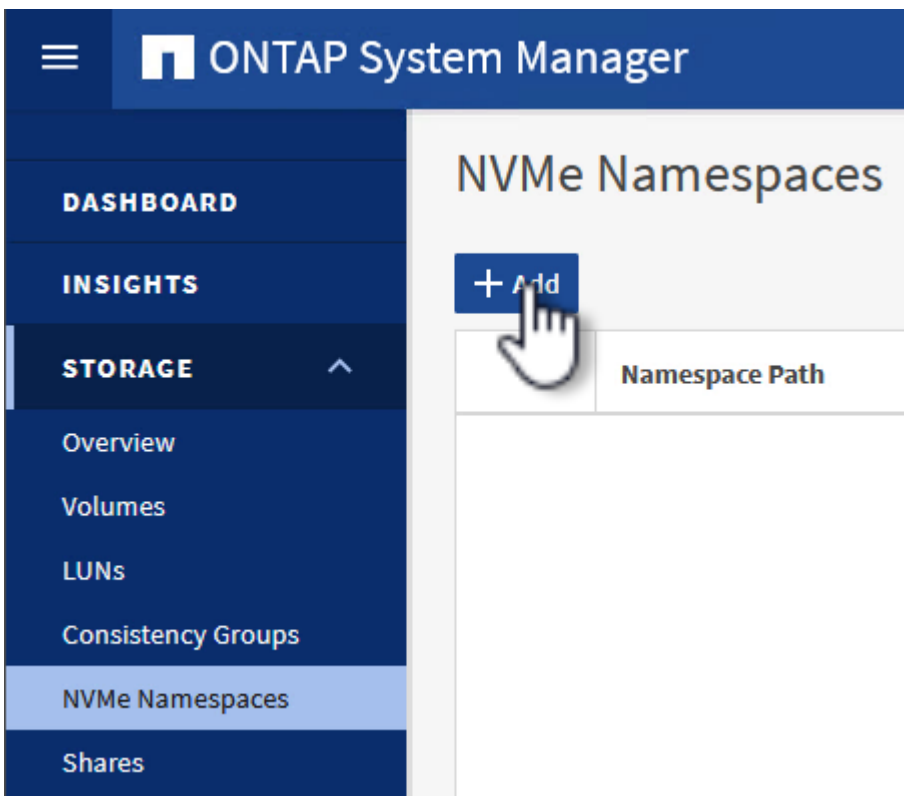 ONTAP System Manager
DASHBOARD
INSIGHTS
STORAGE
Overview
Volumes
LUNs
Consistency Groups
NVMe Namespaces
Shares
NVMe Namespaces
+ Add
Namespace Path